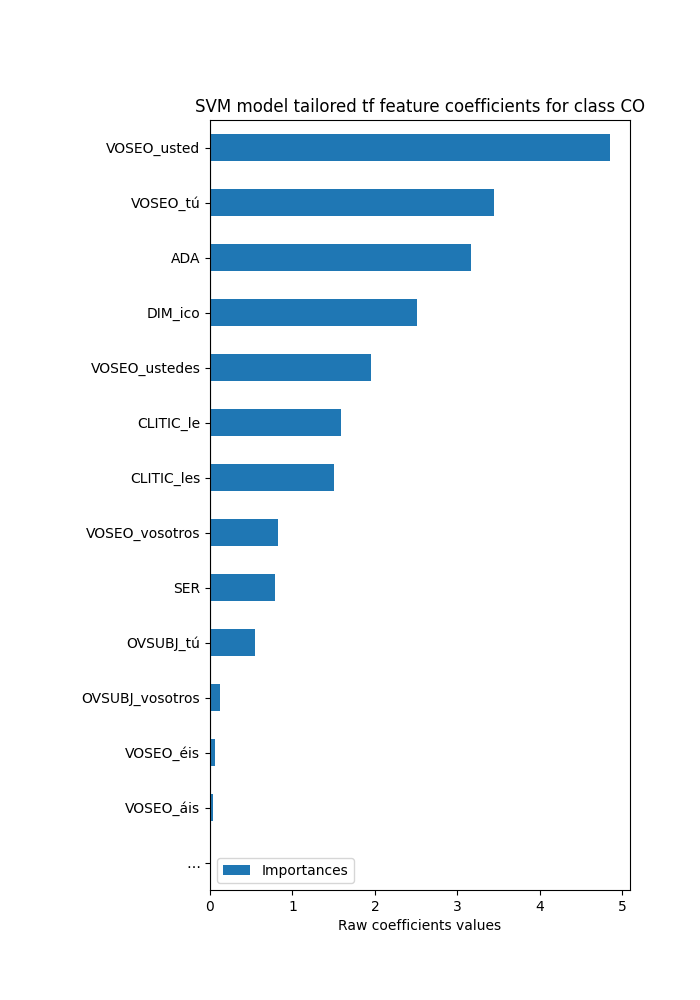 SVM model tailored tf feature coefficients for class CO
VOSEO_usted
VOSEO_tú
ADA
DIM_ico
VOSEO_ustedes
CLITIC_le
CLITIC_les
VOSEO_vosotros
SER
OVSUBJ_tú
OVSUBJ_vosotros
VOSEO_éis
VOSEO_áis
...
Importances
0 1 2 3 4 5
Raw coefficients values